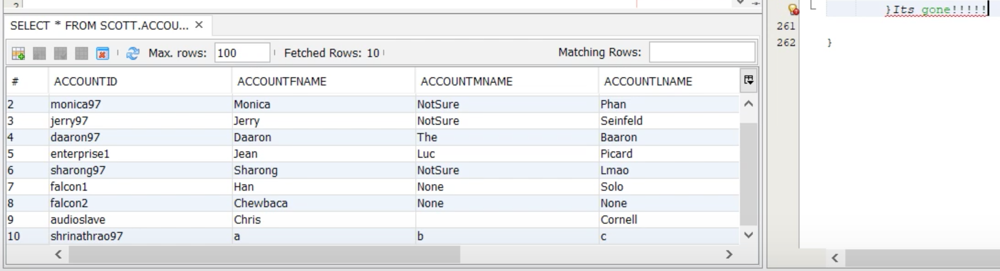 2
SELECT * FROM SCOTT.ACCOU... ×
Max. rows: 100 Fetched Rows: 10 Matching Rows:
# ACCOUNTID ACCOUNTFNAME ACCOUNTMNAME ACCOUNTLNAME
2 monica97 Monica NotSure Phan
3 jerry97 Jerry NotSure Seinfeld
4 daaron97 Daaron The Baaron
5 enterprise1 Jean Luc Picard
6 sharong97 Sharong NotSure Lmao
7 falcon1 Han None Solo
8 falcon2 Chewbaca None None
9 audioslave Chris Cornell
10 shrinathrao97 a b c
}Its gone!!!!!
261
262 }